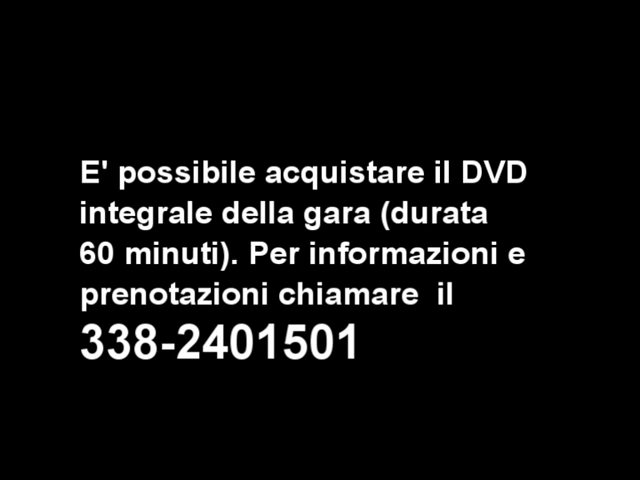 E' possibile acquistare il DVD
integrale della gara (durata
60 minuti). Per informazioni e
prenotazioni chiamare  il
338-2401501